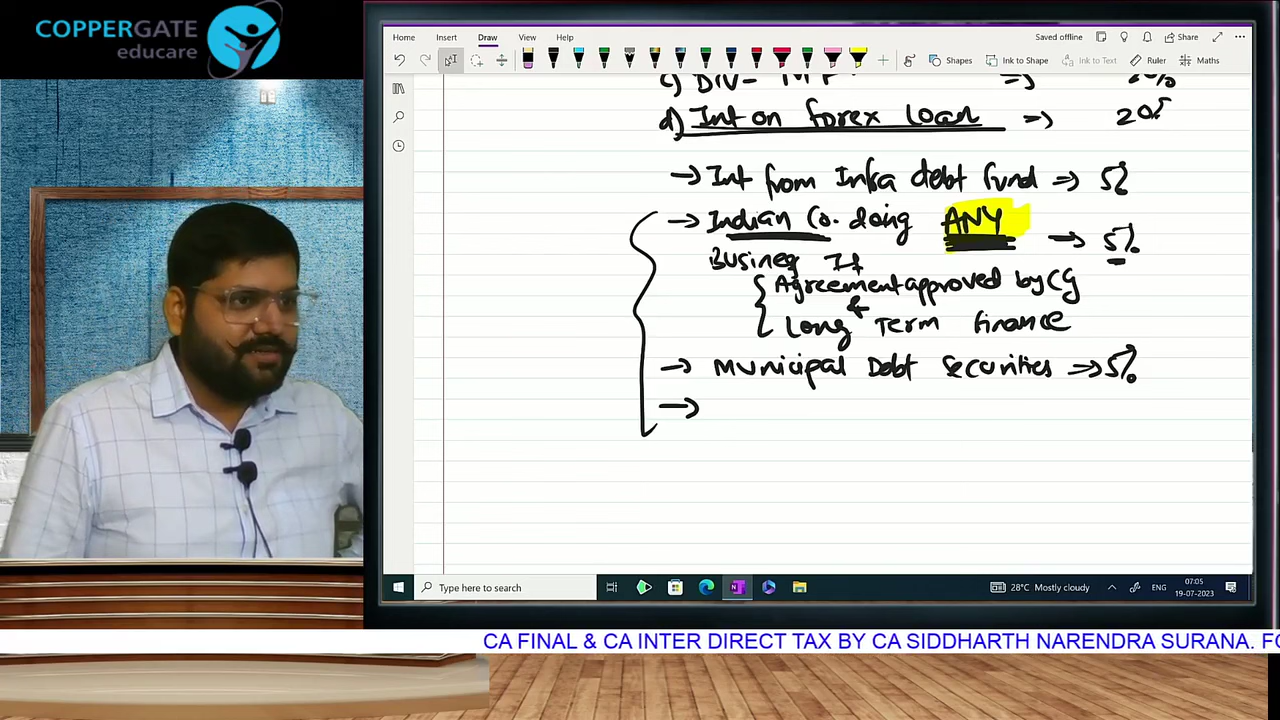 COPPERGATE
educare
Home Insert Draw View Help
Saved offline
Share
Shapes
Ink to Shape
Ink to Text
Ruler
Maths
c) DIV - MF => 20%
d) Int on forex loan => 20%
→ Int from Infra debt fund => 5%
→ Indian Co. doing ANY → 5%
Business If
Agreement approved by CG
&
Long Term Finance
→ Municipal Debt Securities => 5%
→
Type here to search
28°C Mostly cloudy
ENG
07:05
19-07-2023
CA FINAL & CA INTER DIRECT TAX BY CA SIDDHARTH NARENDRA SURANA. FO